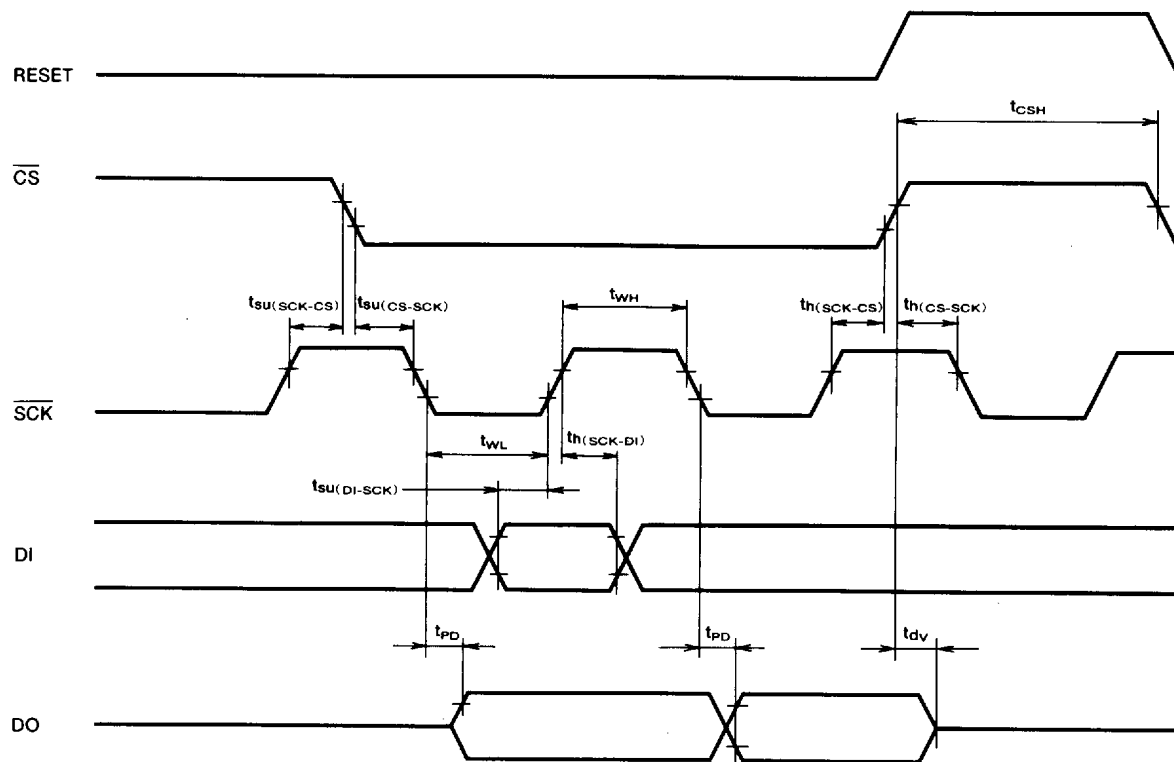 RESET
tCSH
CS
tsu(SCK-CS)
tsu(CS-SCK)
tWH
th(SCK-CS)
th(CS-SCK)
SCK
tWL
th(SCK-DI)
tsu(DI-SCK)
DI
tPD
tPD
tdv
DO